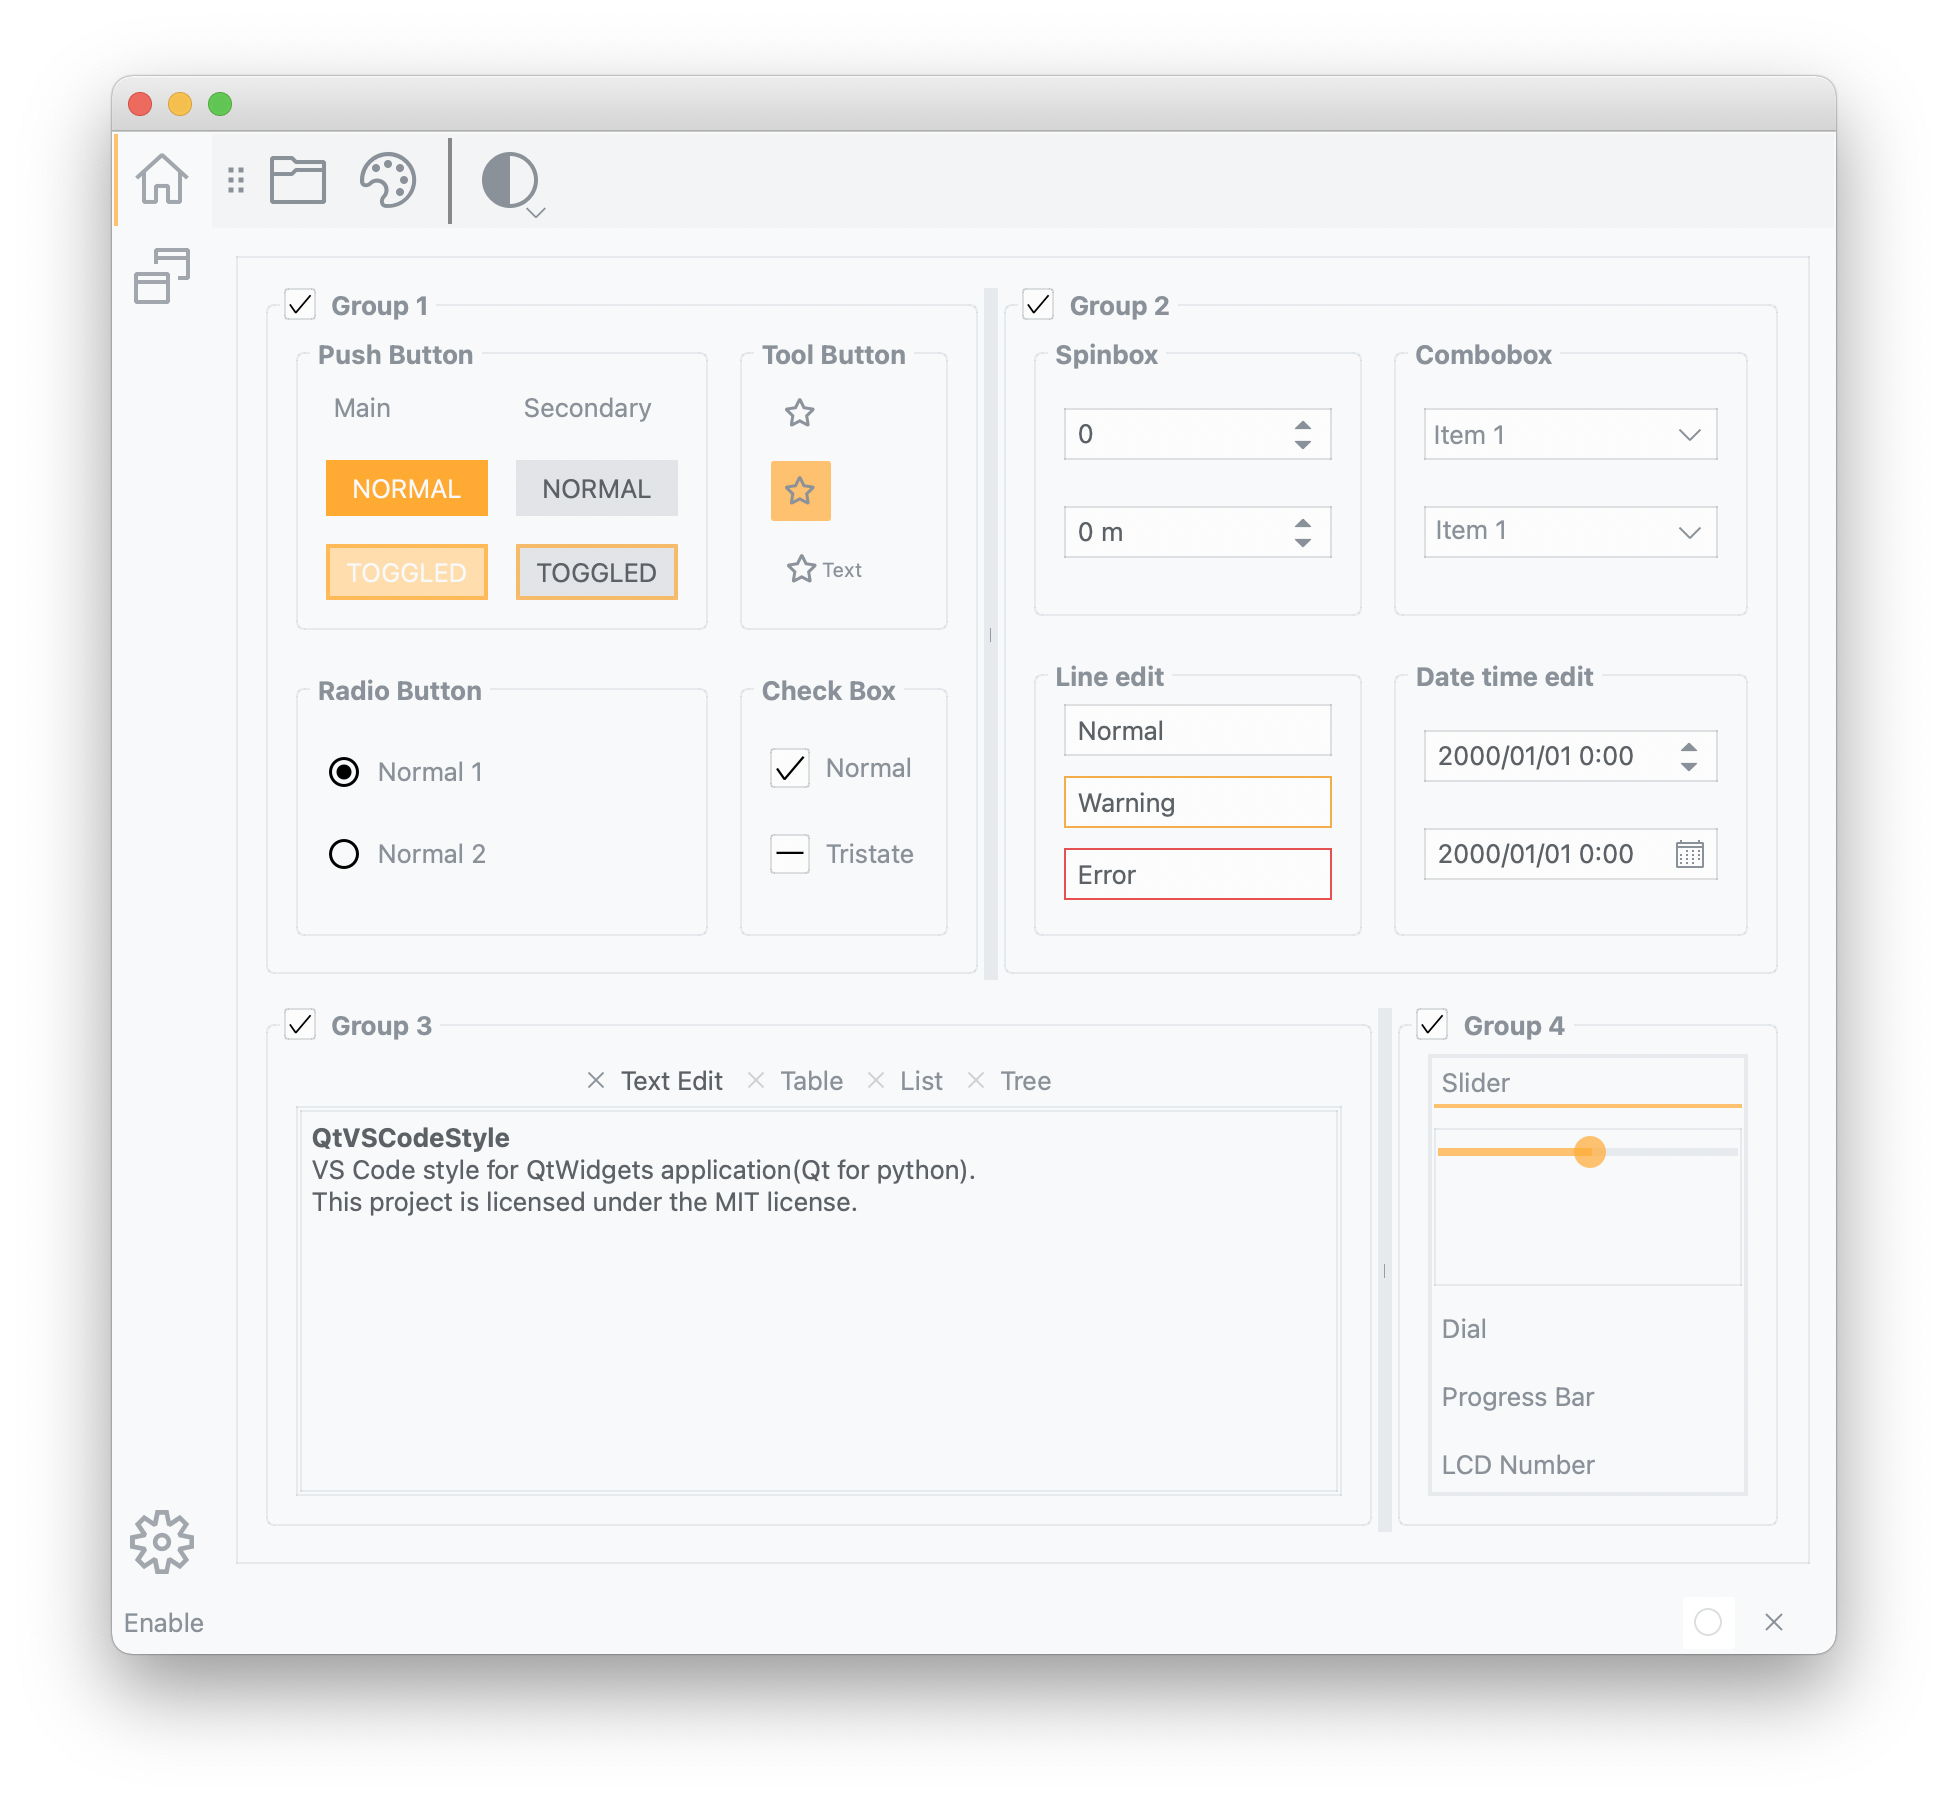 Group 1
Push Button
Main
Secondary
NORMAL
NORMAL
TOGGLED
TOGGLED
Tool Button
Text
Radio Button
Normal 1
Normal 2
Check Box
Normal
Tristate
Group 2
Spinbox
0
0 m
Combobox
Item 1
Item 1
Line edit
Normal
Warning
Error
Date time edit
2000/01/01 0:00
2000/01/01 0:00
Group 3
Text Edit
Table
List
Tree
QtVSCodeStyle
VS Code style for QtWidgets application(Qt for python).
This project is licensed under the MIT license.
Group 4
Slider
Dial
Progress Bar
LCD Number
Enable